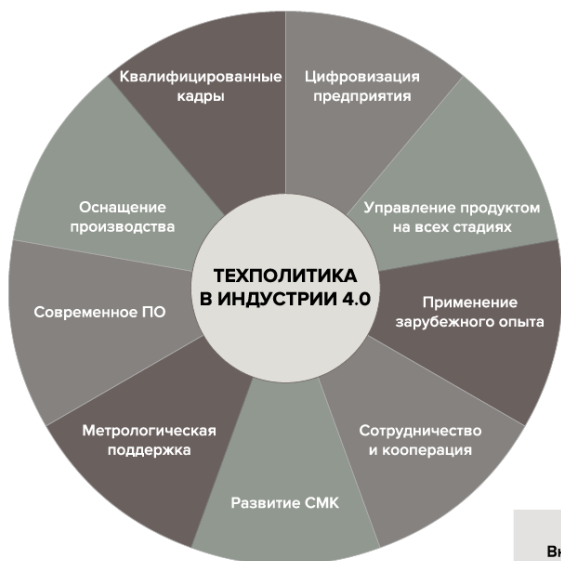 Квалифицированные
кадры
Цифровизация
предприятия
Оснащение
производства
Управление продуктом
на всех стадиях
ТЕХПОЛИТИКА
В ИНДУСТРИИ 4.0
Современное ПО
Применение
зарубежного опыта
Метрологическая
поддержка
Сотрудничество
и кооперация
Развитие СМК